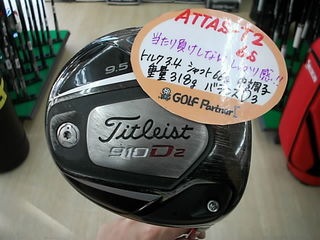 ATTAS T2
6S
当たり負けしない しっかり感!!
トルク3.4 シャフト66g 中調子
重量318g バランスD3
GOLF Partner
9.5
Titleist
910D2